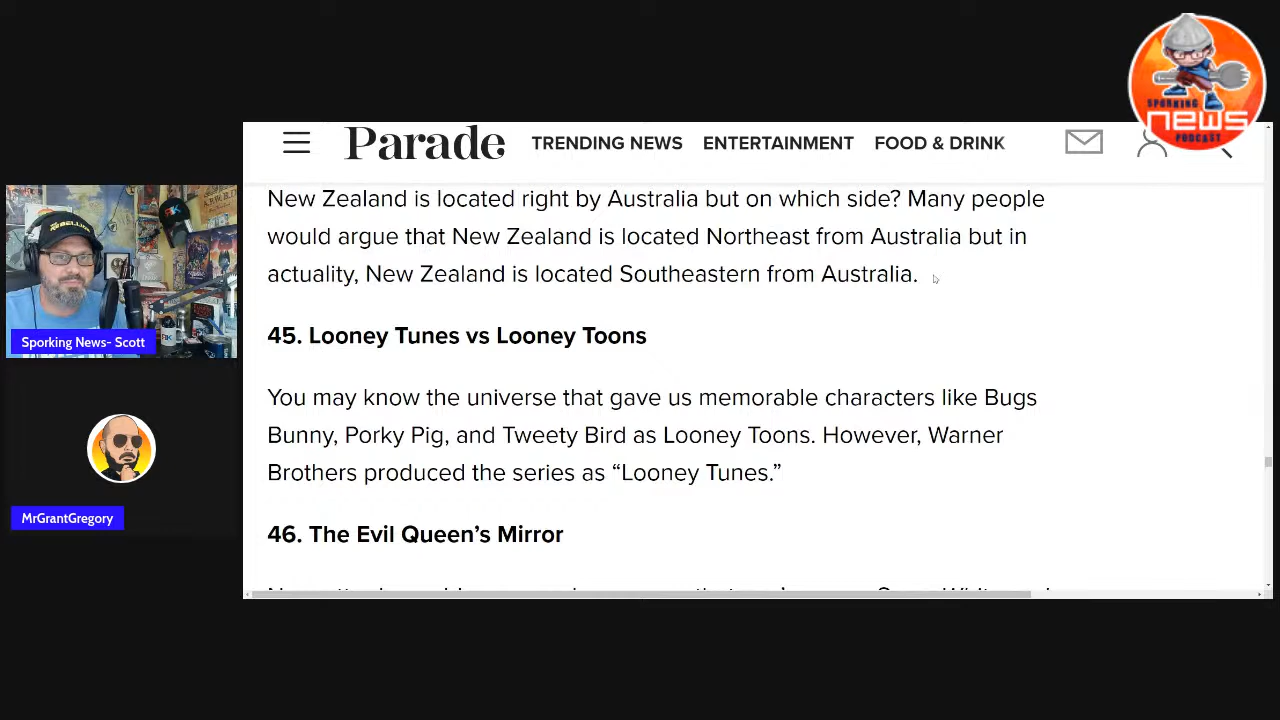 SPORKING
news
PODCAST
Parade TRENDING NEWS ENTERTAINMENT FOOD & DRINK
New Zealand is located right by Australia but on which side? Many people
would argue that New Zealand is located Northeast from Australia but in
actuality, New Zealand is located Southeastern from Australia.
45. Looney Tunes vs Looney Toons
You may know the universe that gave us memorable characters like Bugs
Bunny, Porky Pig, and Tweety Bird as Looney Toons. However, Warner
Brothers produced the series as “Looney Tunes.”
46. The Evil Queen’s Mirror
Sporking News- Scott
MrGrantGregory